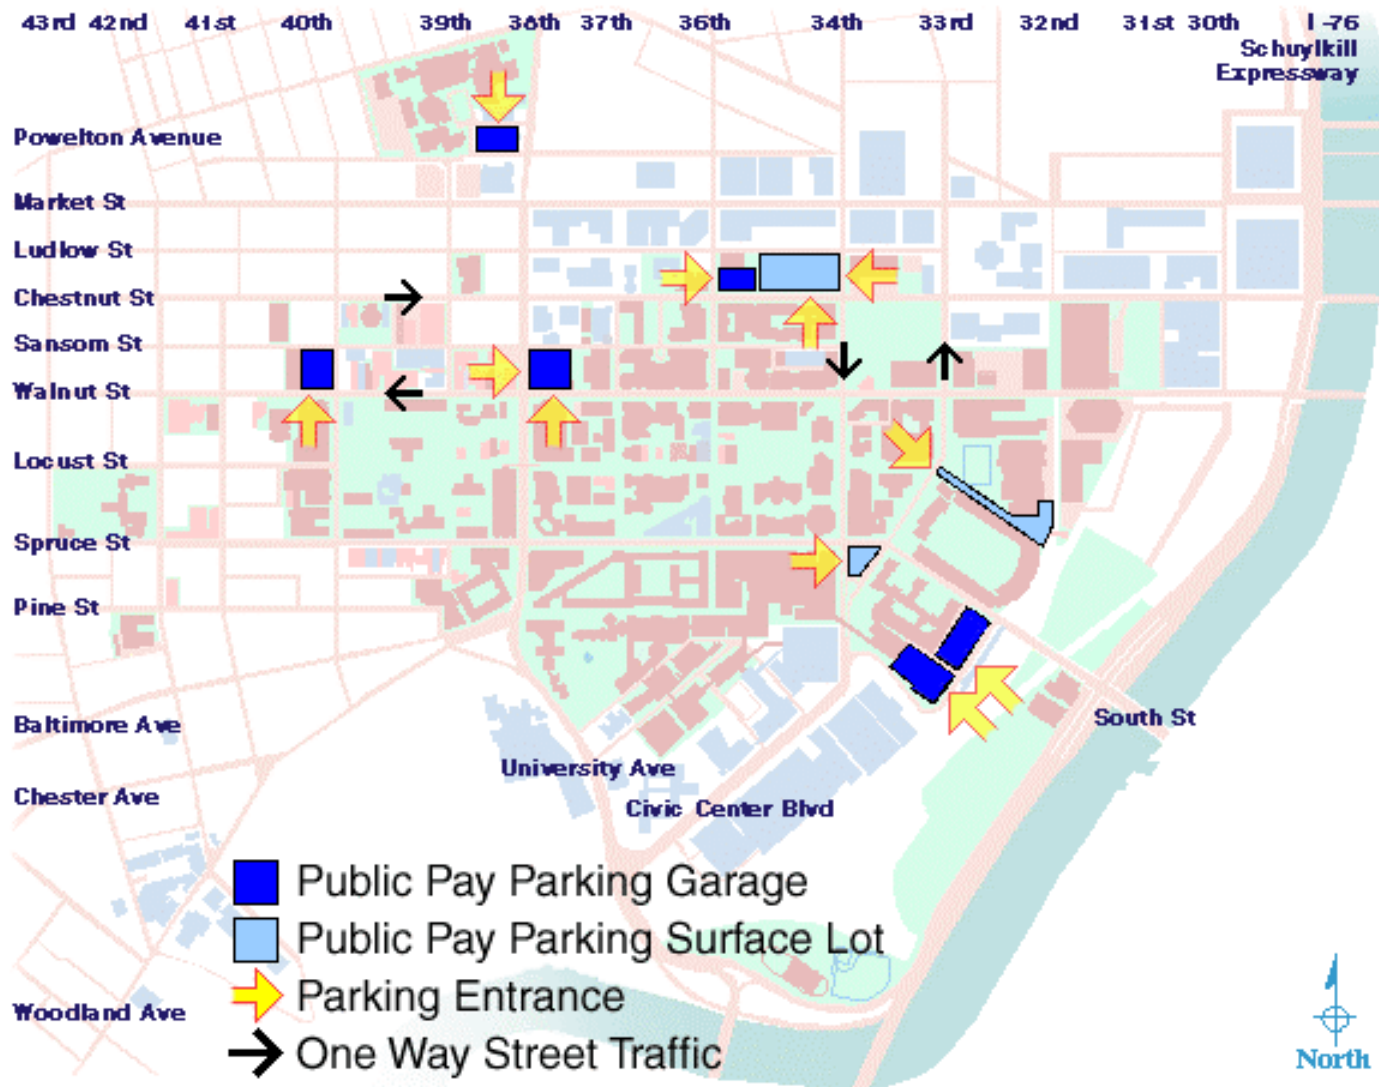 43rd 42nd 41st 40th 39th 38th 37th 36th 34th 33rd 32nd 31st 30th I-76
Schuylkill
Expressway
Powelton Avenue
Market St
Ludlow St
Chestnut St
Sansom St
Walnut St
Locust St
Spruce St
Pine St
South St
Baltimore Ave
University Ave
Chester Ave
Civic Center Blvd
Public Pay Parking Garage
Public Pay Parking Surface Lot
Parking Entrance
Woodland Ave
One Way Street Traffic
North